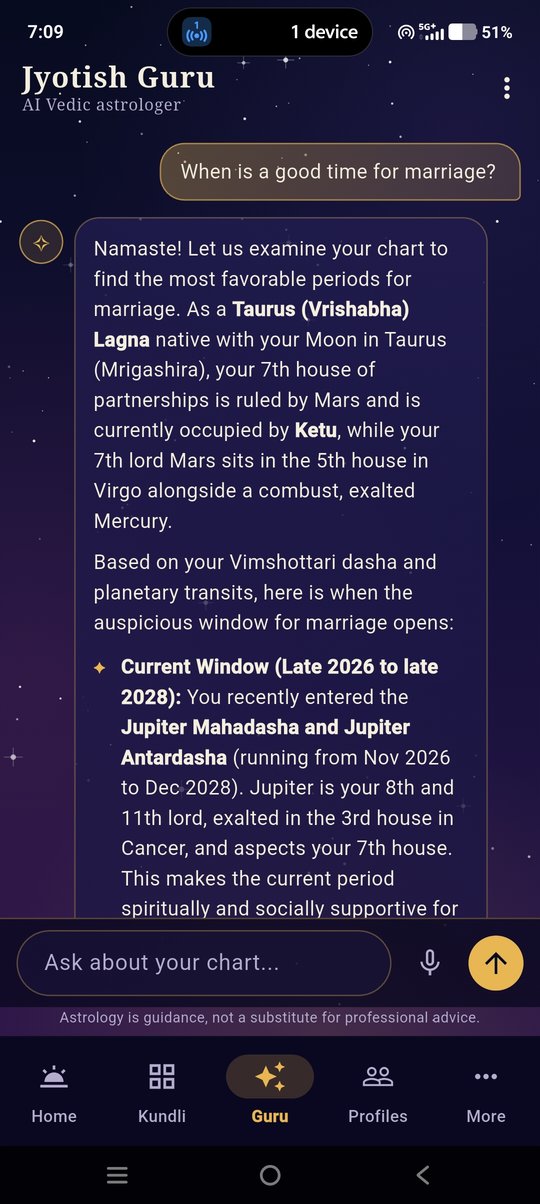 7:09
1
1 device
5G+
51%
Jyotish Guru
AI Vedic astrologer
When is a good time for marriage?
Namaste! Let us examine your chart to
find the most favorable periods for
marriage. As a Taurus (Vrishabha)
Lagna native with your Moon in Taurus
(Mrigashira), your 7th house of
partnerships is ruled by Mars and is
currently occupied by Ketu, while your
7th lord Mars sits in the 5th house in
Virgo alongside a combust, exalted
Mercury.
Based on your Vimshottari dasha and
planetary transits, here is when the
auspicious window for marriage opens:
Current Window (Late 2026 to late
2028): You recently entered the
Jupiter Mahadasha and Jupiter
Antardasha (running from Nov 2026
to Dec 2028). Jupiter is your 8th and
11th lord, exalted in the 3rd house in
Cancer, and aspects your 7th house.
This makes the current period
spiritually and socially supportive for
Ask about your chart...
Astrology is guidance, not a substitute for professional advice.
Home
Kundli
Guru
Profiles
More